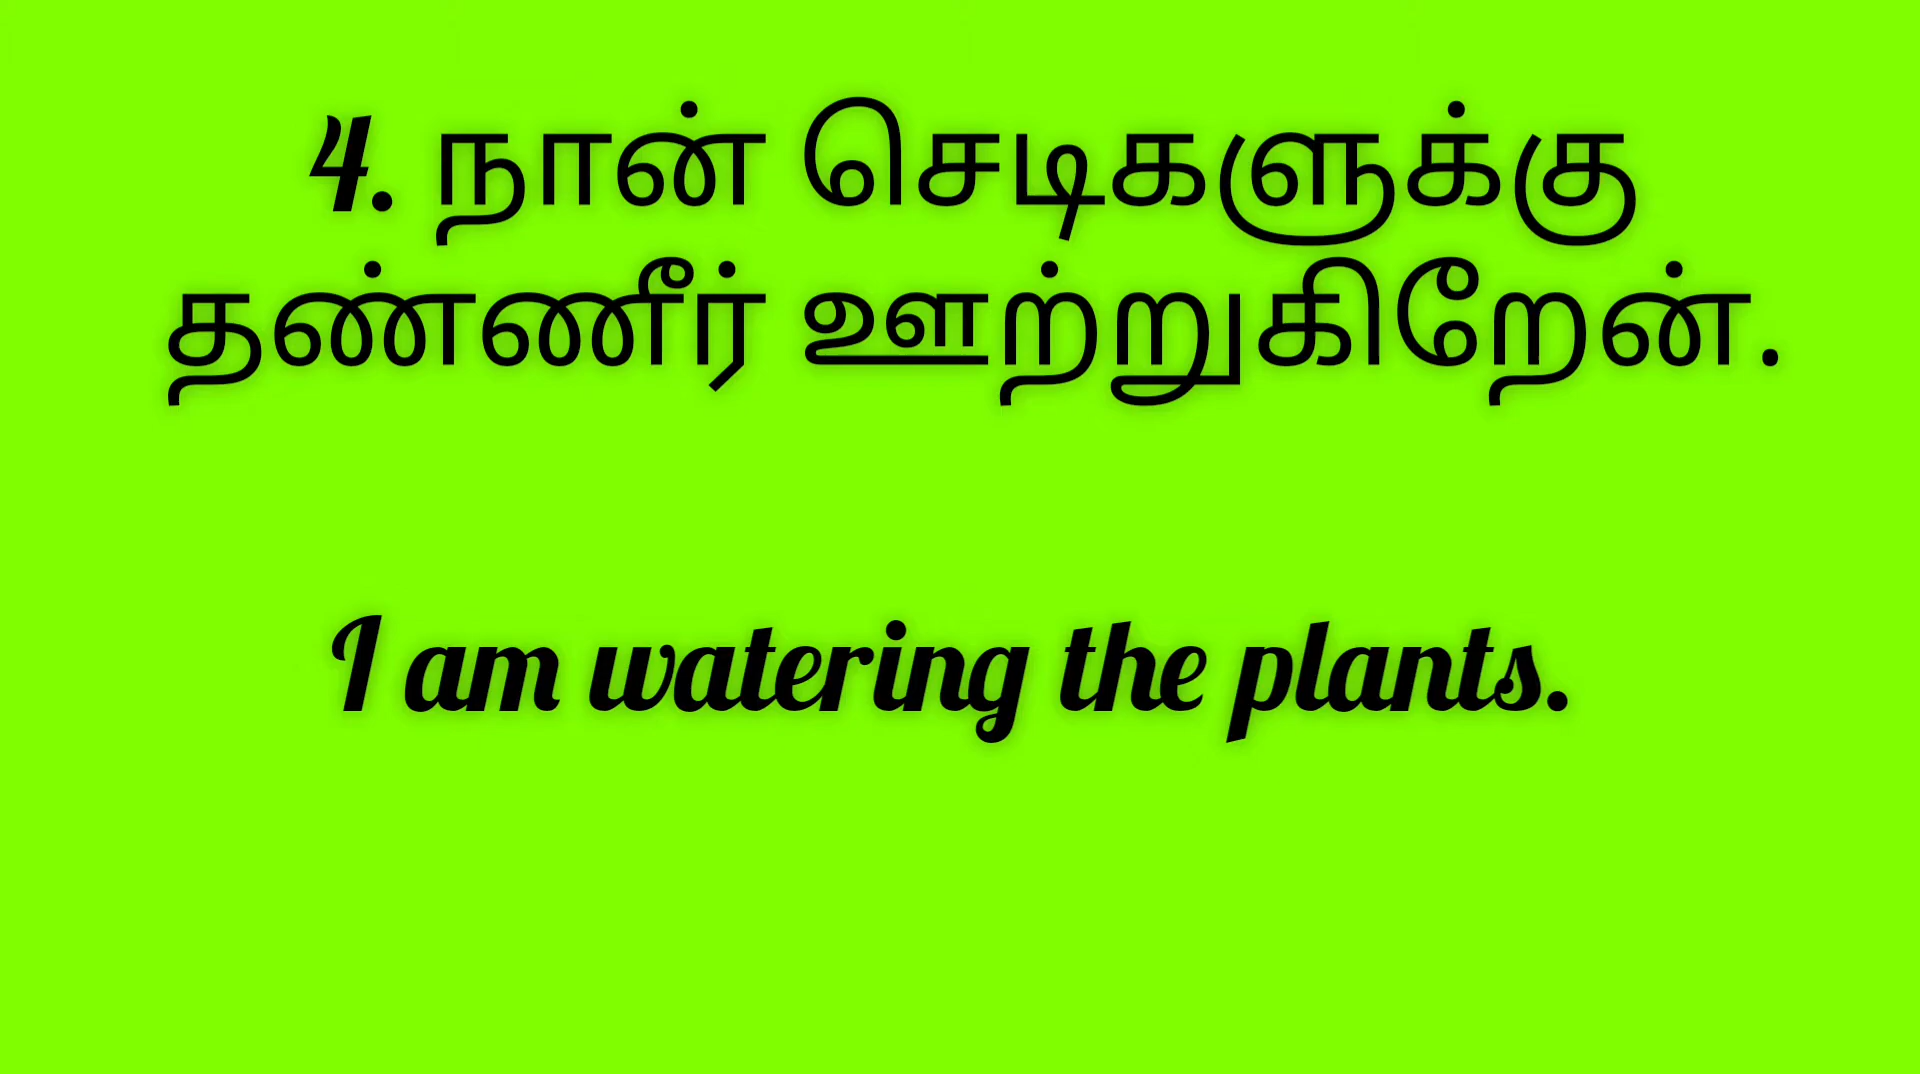 4. நான் செடிகளுக்கு
தண்ணீர் ஊற்றுகிறேன்.
I am watering the plants.